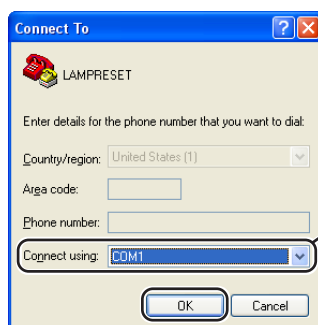 Connect To
LAMPRESET
Enter details for the phone number that you want to dial:
Country/region: United States (1)
Area code:
Phone number:
Connect using: COM1
OK Cancel